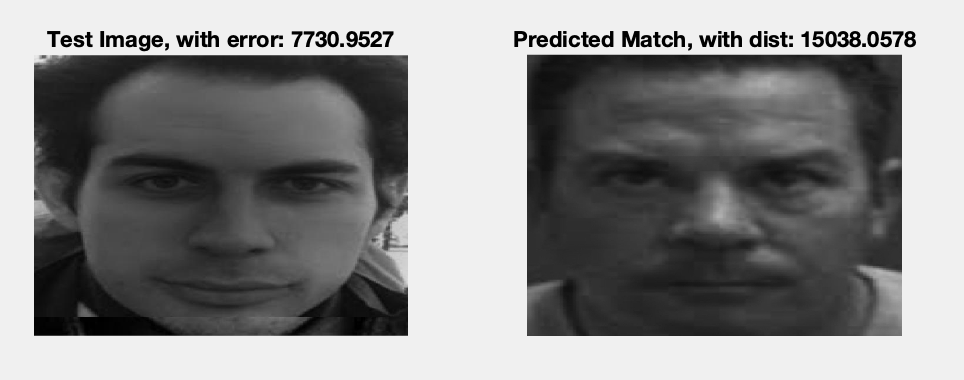 Test Image, with error: 7730.9527
Predicted Match, with dist: 15038.0578